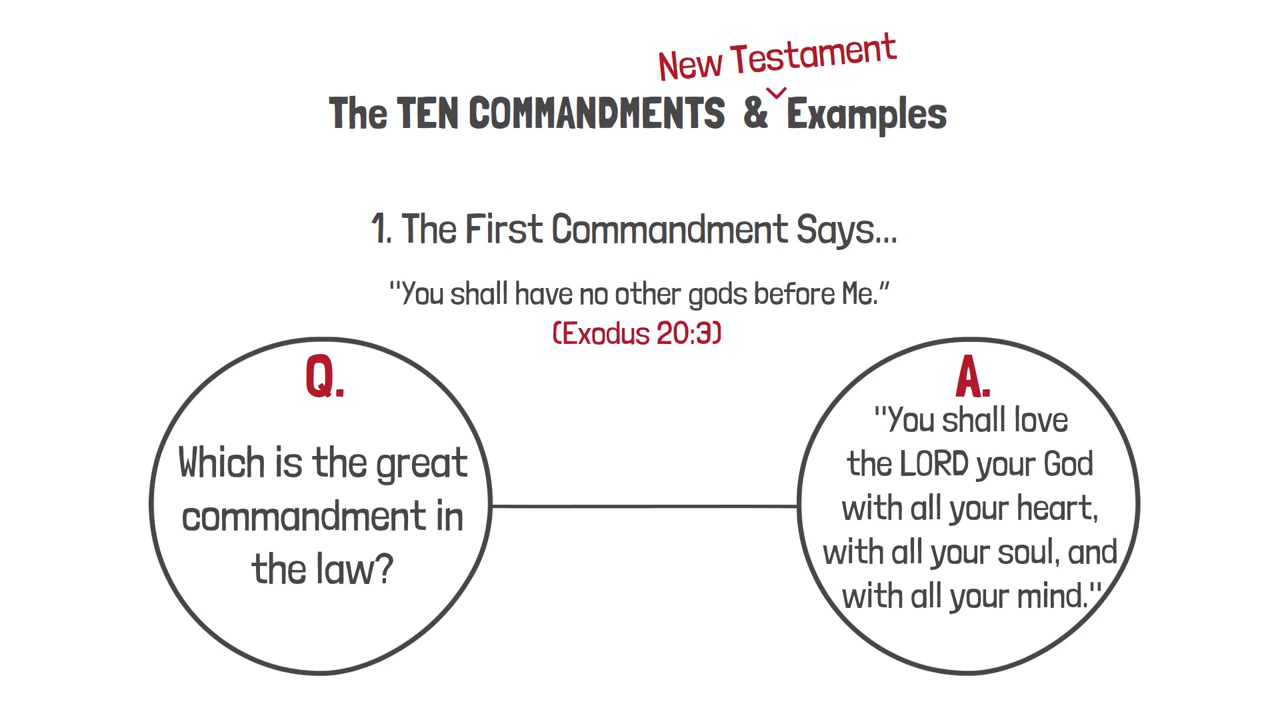 New Testament
The TEN COMMANDMENTS & Examples
1. The First Commandment Says...
"You shall have no other gods before Me."
(Exodus 20:3)
Q.
Which is the great
commandment in
the law?
A.
"You shall love
the LORD your God
with all your heart,
with all your soul, and
with all your mind."